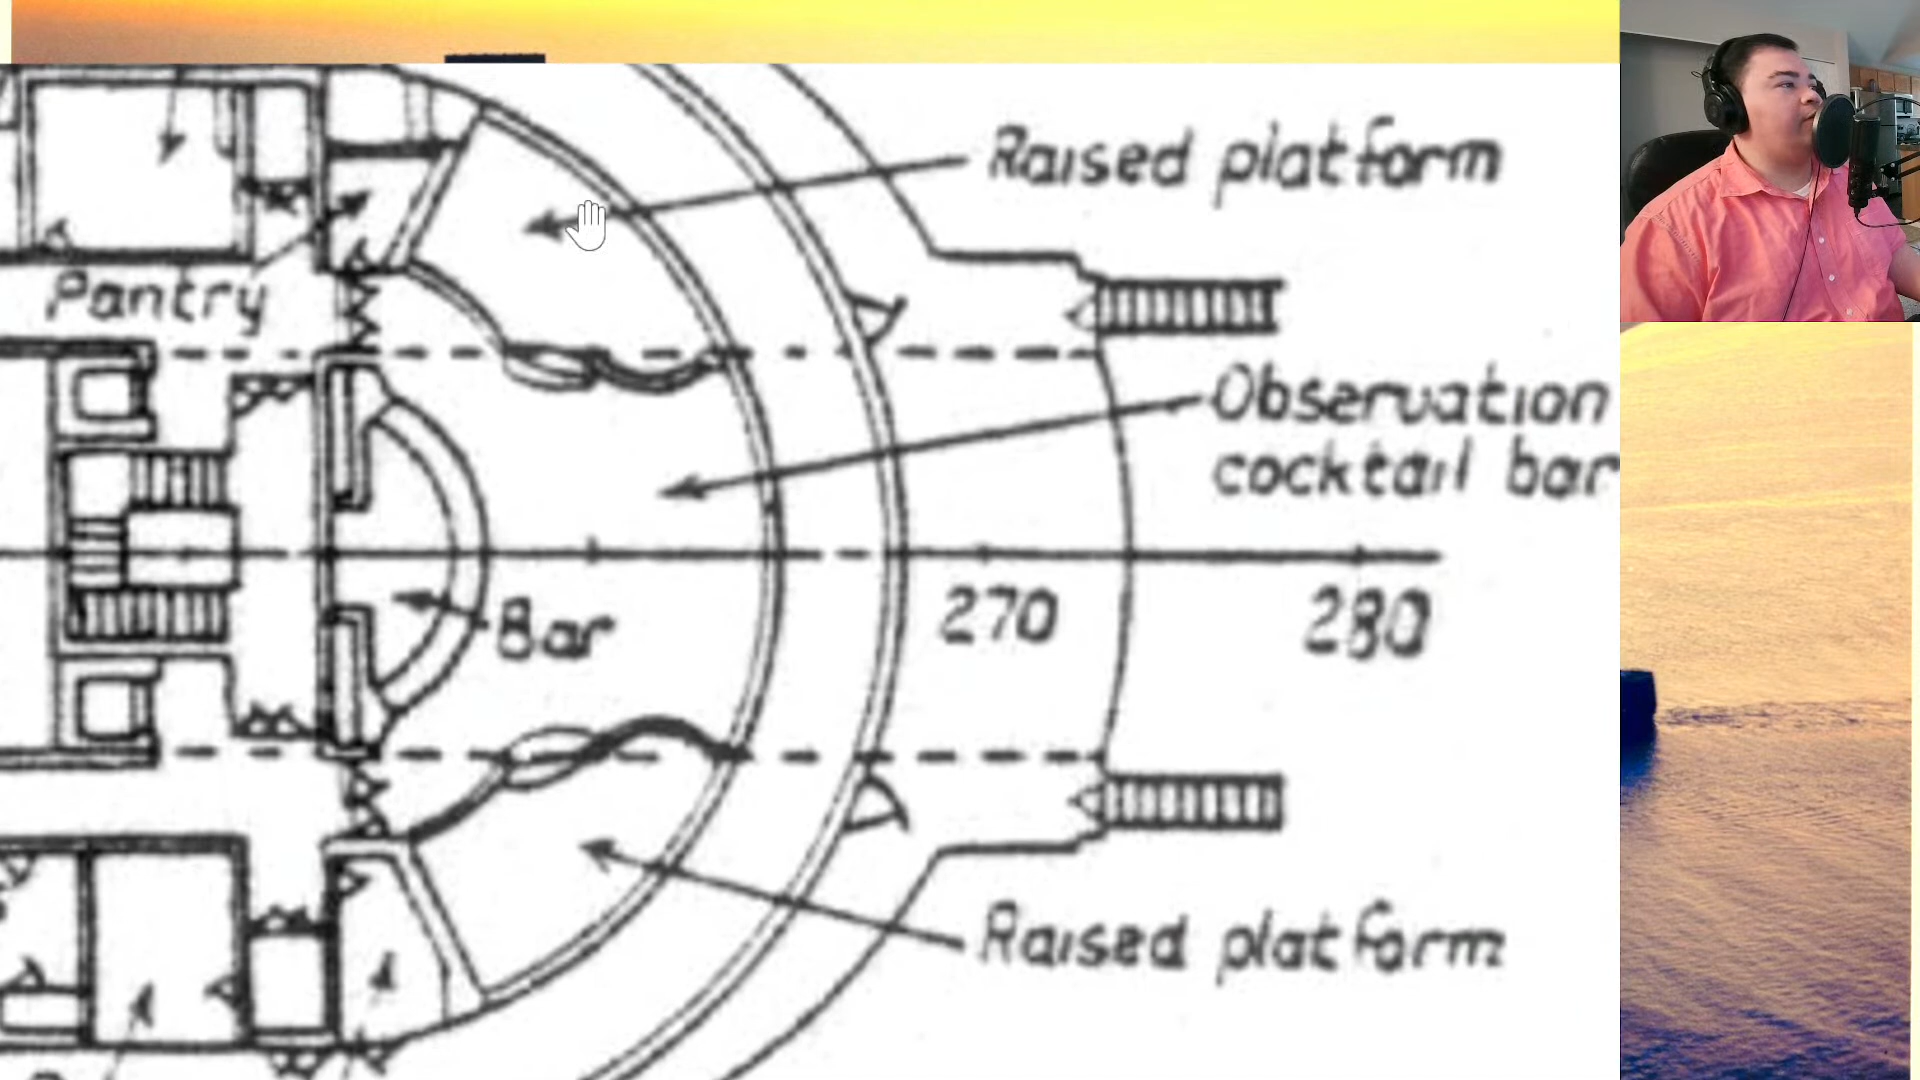 Raised platform
Pantry
Observation
cocktail bar
Bar
270
280
Raised platform